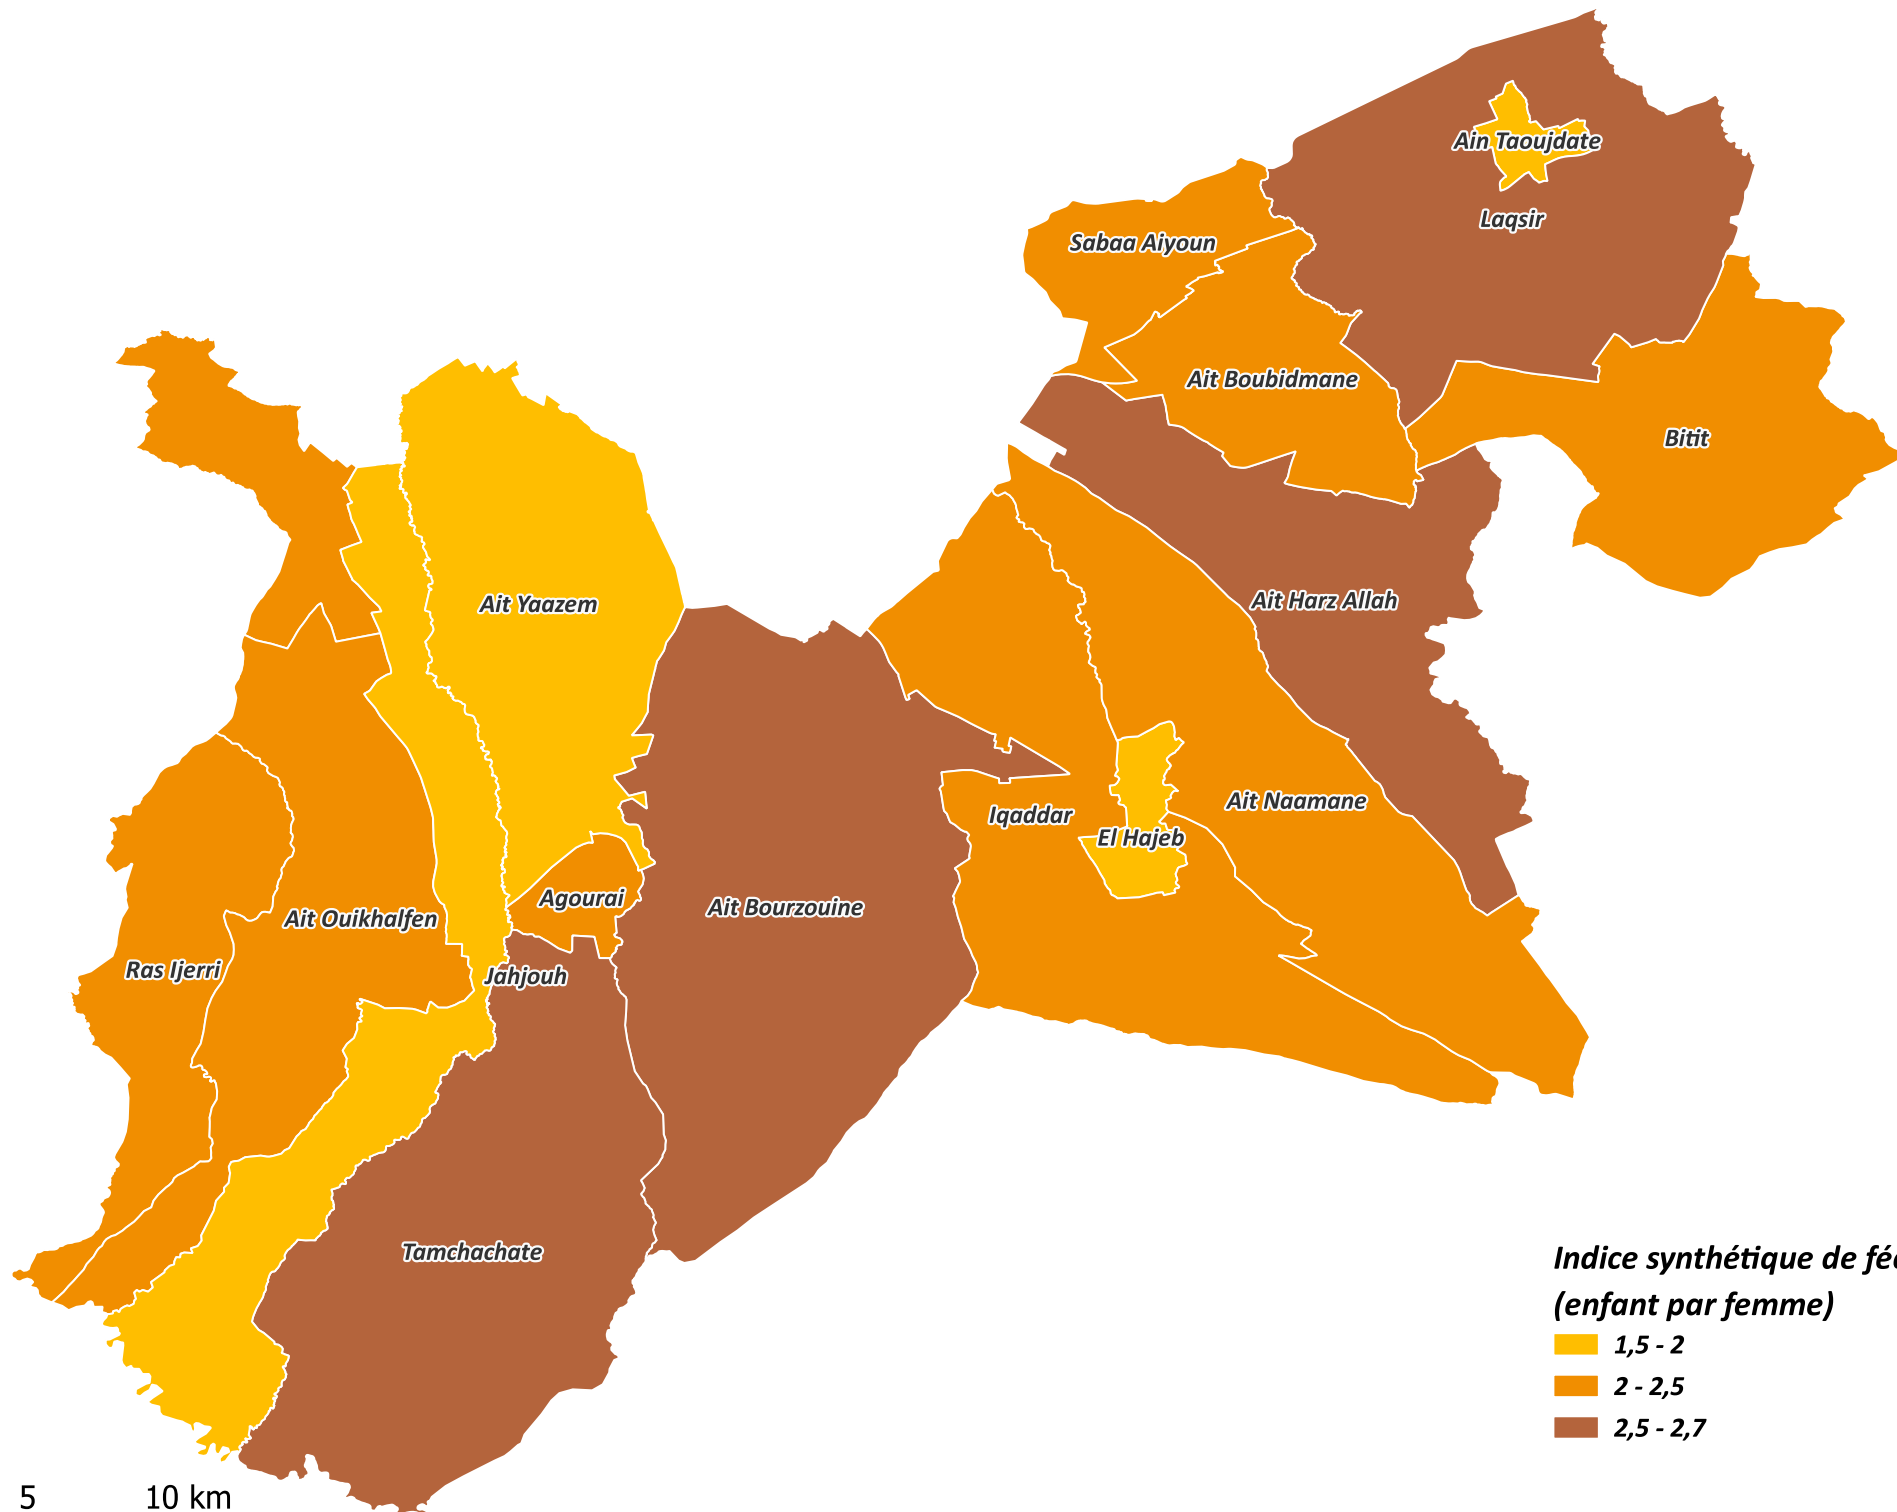 Ain Taoujdate
Laqsir
Sabaa Aiyoun
Ait Boubidmane
Bitit
Ait Yaazem
Ait Harz Allah
Iqaddar
Ait Naamane
El Hajeb
Agourai
Ait Bourzouine
Ait Ouikhalfen
Ras Ijerri
Jahjouh
Tamchachate
Indice synthétique de
(enfant par femme)
1,5 - 2
2 - 2,5
2,5 - 2,7
5 10 km